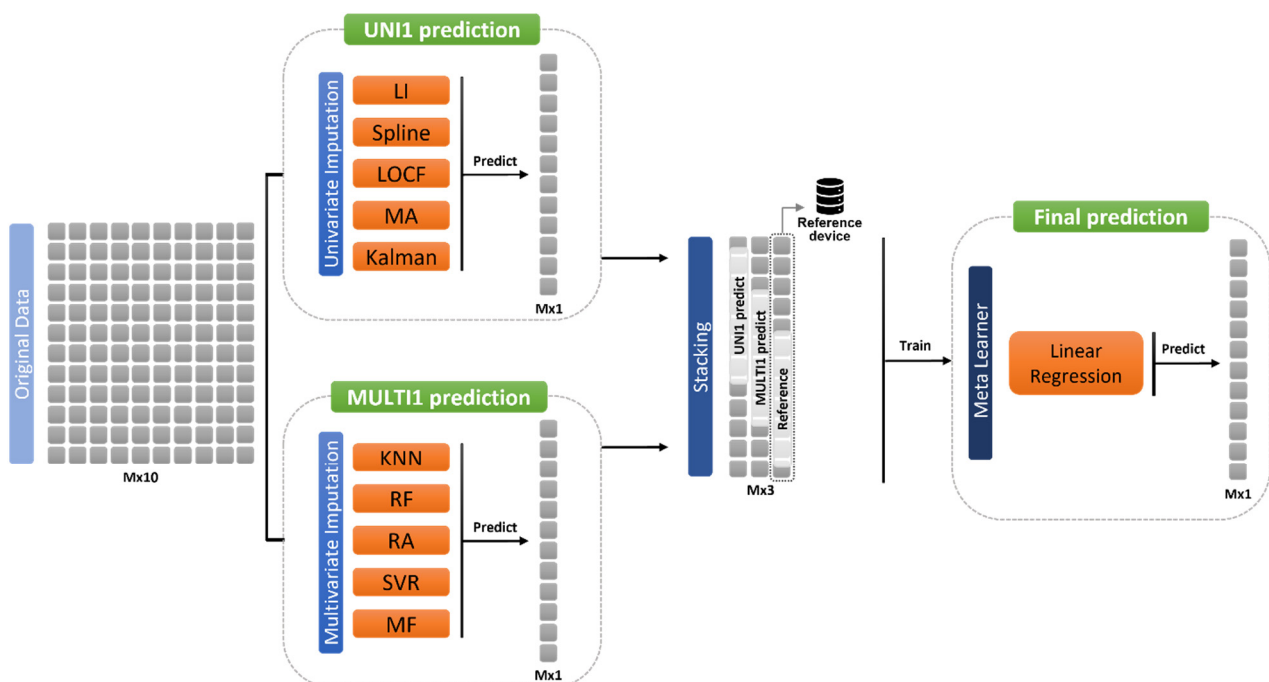 Original Data
Mx10
UNI1 prediction
Univariate Imputation
LI
Spline
LOCF
MA
Kalman
Predict
Mx1
MULTI1 prediction
Multivariate Imputation
KNN
RF
RA
SVR
MF
Predict
Mx1
Stacking
UNI1 predict
MULTI1 predict
Reference
Mx3
Reference
device
Train
Final prediction
Meta Learner
Linear
Regression
Predict
Mx1